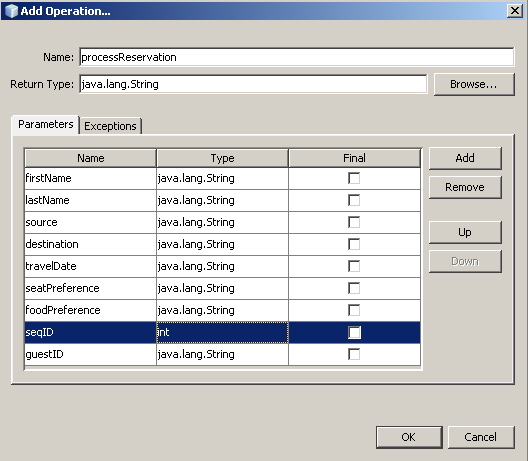 Add Operation...
Name: processReservation
Return Type: java.lang.String Browse...
Parameters Exceptions
Name Type Final
firstName java.lang.String
lastName java.lang.String
source java.lang.String
destination java.lang.String
travelDate java.lang.String
seatPreference java.lang.String
foodPreference java.lang.String
seqID int
guestID java.lang.String
Add
Remove
Up
Down
OK Cancel